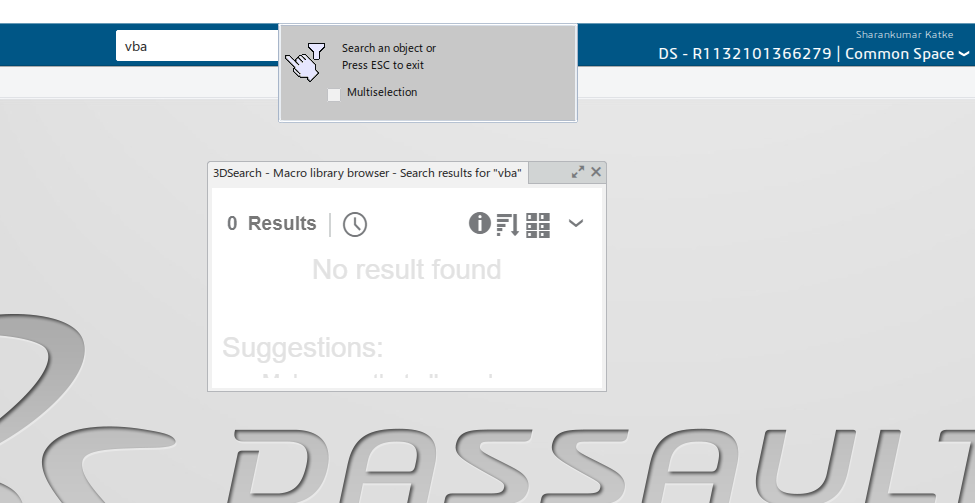 Sharankumar Katke
vba
Search an object or
Press ESC to exit
Multiselection
DS - R1132101366279 | Common Space
3DSearch - Macro library browser - Search results for "vba"
0 Results
No result found
Suggestions:
DASSAULT